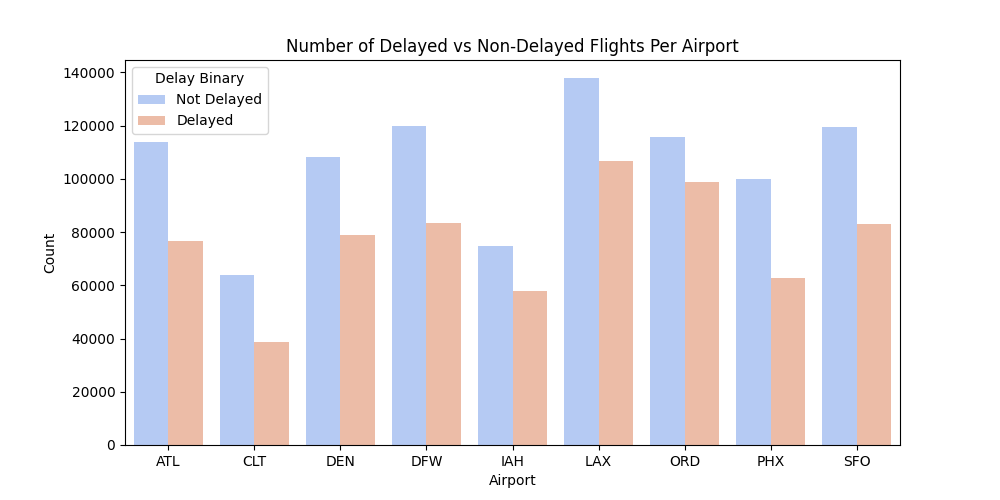 Number of Delayed vs Non-Delayed Flights Per Airport
140000
120000
100000
80000
60000
40000
20000
0
Count
Delay Binary
Not Delayed
Delayed
ATL CLT DEN DFW IAH LAX ORD PHX SFO
Airport